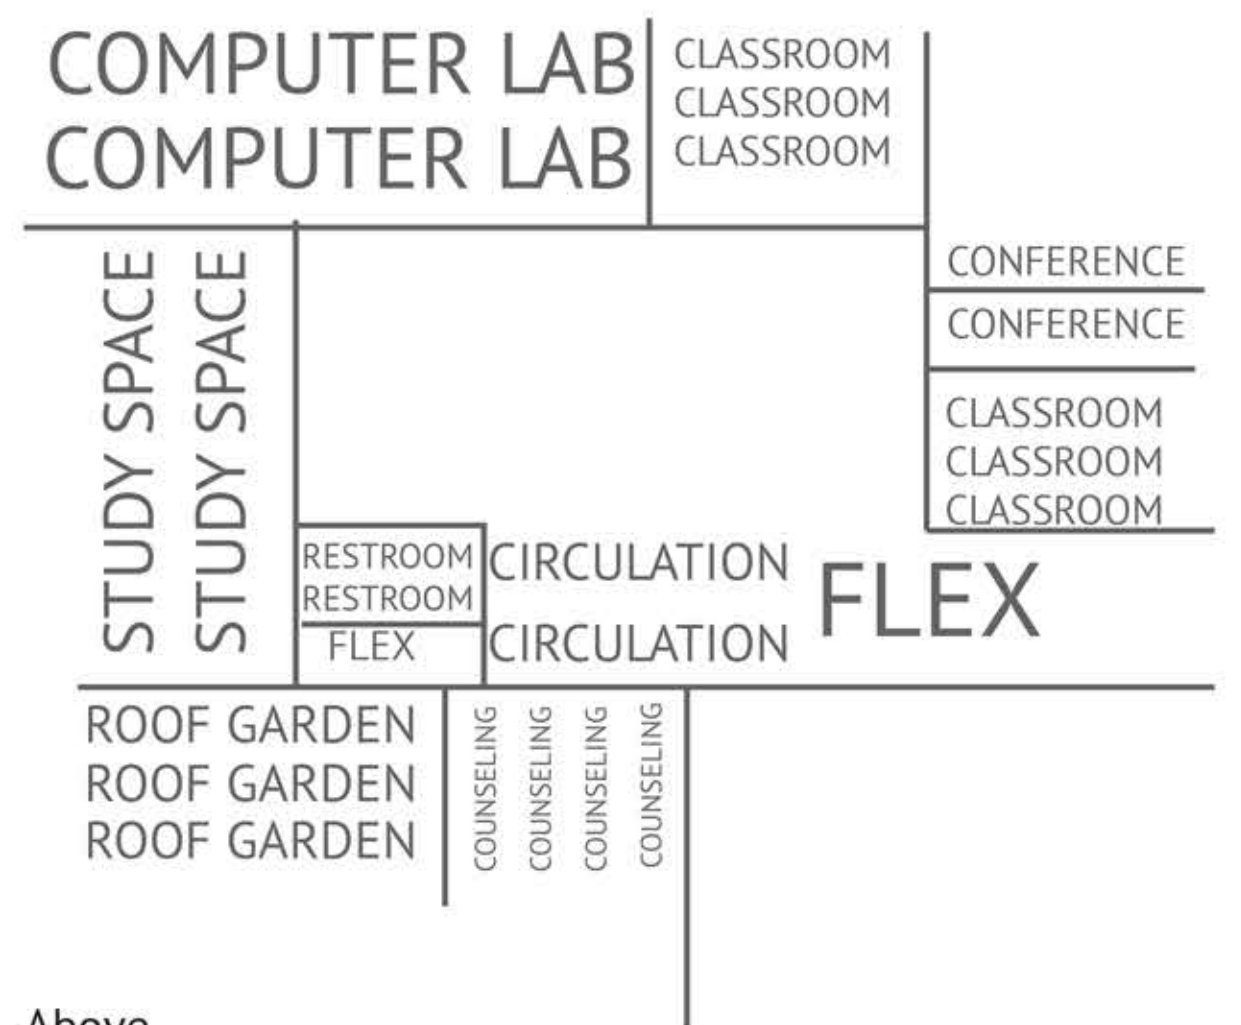 COMPUTER LAB
COMPUTER LAB
CLASSROOM
CLASSROOM
CLASSROOM
STUDY SPACE
STUDY SPACE
CONFERENCE
CONFERENCE
CLASSROOM
CLASSROOM
CLASSROOM
RESTROOM
RESTROOM
FLEX
CIRCULATION
CIRCULATION
FLEX
ROOF GARDEN
ROOF GARDEN
ROOF GARDEN
COUNSELING
COUNSELING
COUNSELING
COUNSELING
Above